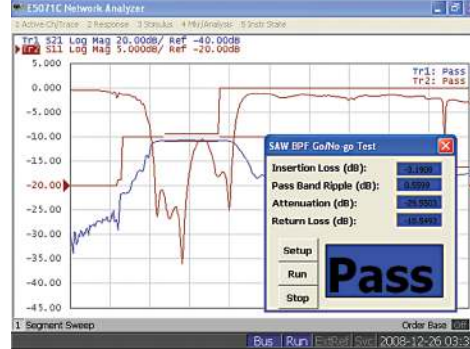 E5071C Network Analyzer
1 Active Ch/Trace 2 Response 3 Stimulus 4 Mkr/Analysis 5 Instr State
Tr1 S21 Log Mag 20.00dB/ Ref -40.00dB
Tr2 S11 Log Mag 5.000dB/ Ref -20.00dB
5.000
Tr1: Pass
Tr2: Pass
0.000
-5.000
-10.00
-15.00
-20.00
-25.00
-30.00
-35.00
-40.00
-45.00
SAW BPF Go/No-go Test
Insertion Loss (dB):
Pass Band Ripple (dB):
Attenuation (dB):
Return Loss (dB):
Setup
Run
Stop
Pass
1 Segment Sweep
Order Base Off
Bus Run ExtRef Svc 2008-12-26 03:3